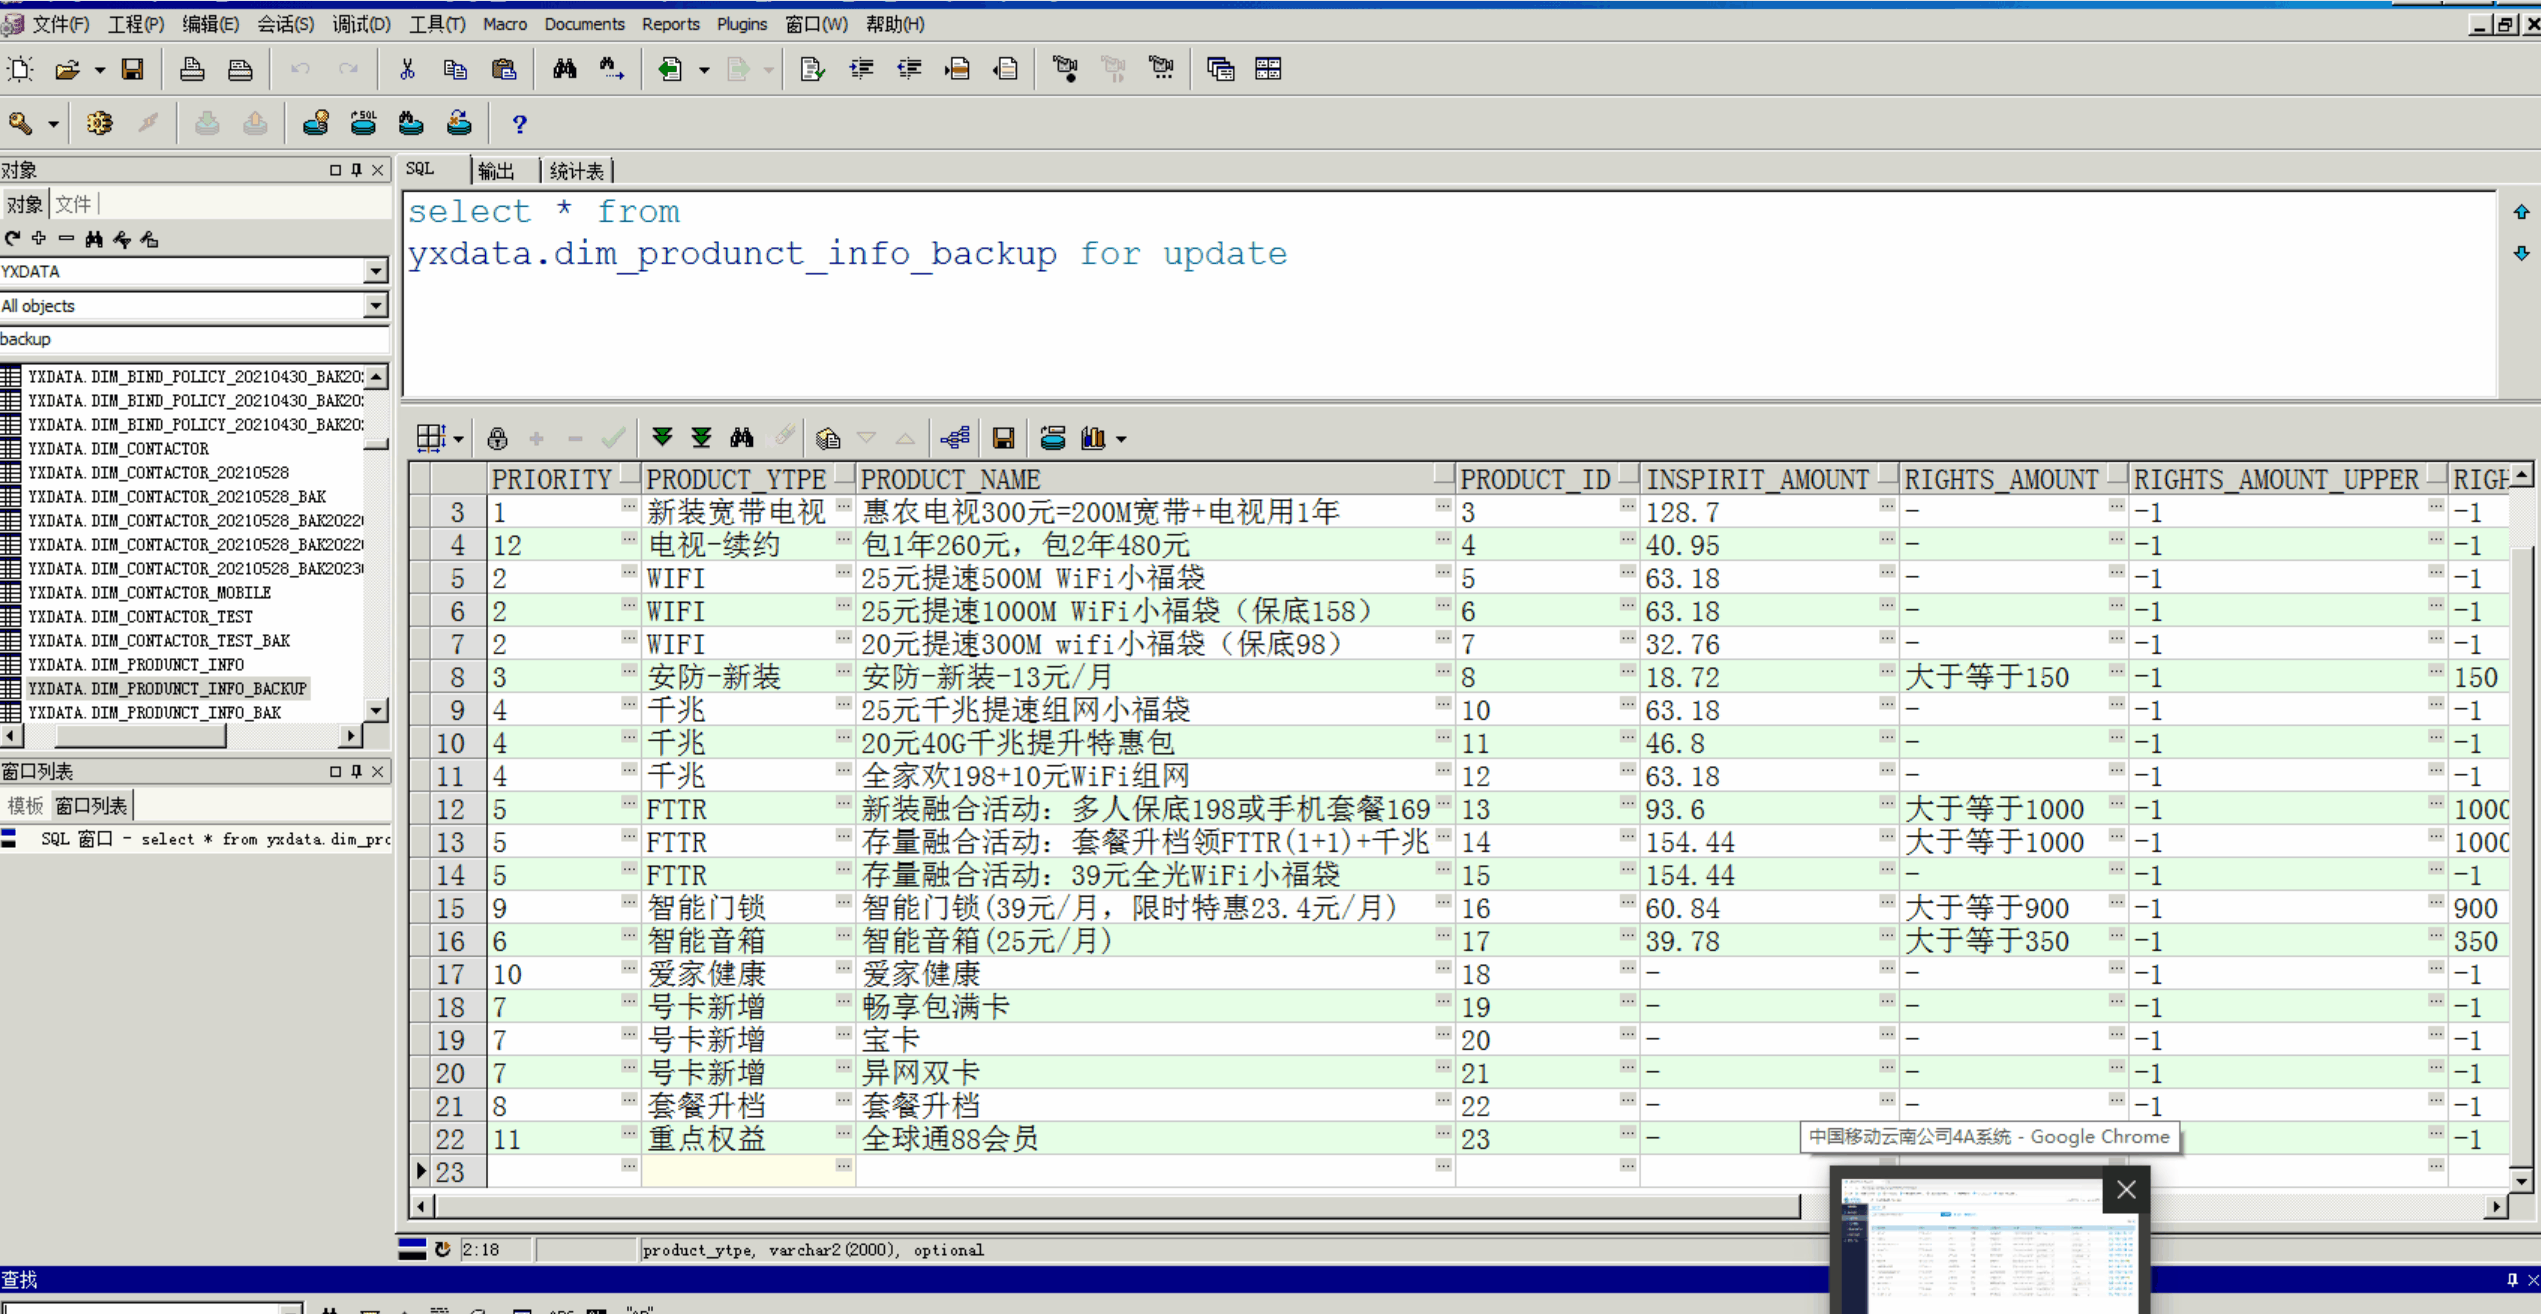 文件(F) 工程(P) 编辑(E) 会话(S) 调试(D) 工具(T) Macro Documents Reports Plugins 窗口(W) 帮助(H)
对象
对象 文件
YXDATA
All objects
backup
YXDATA.DIM_BIND_POLICY_20210430_BAK20
YXDATA.DIM_BIND_POLICY_20210430_BAK20
YXDATA.DIM_BIND_POLICY_20210430_BAK20
YXDATA.DIM_CONTACTOR
YXDATA.DIM_CONTACTOR_20210528
YXDATA.DIM_CONTACTOR_20210528_BAK
YXDATA.DIM_CONTACTOR_20210528_BAK2022
YXDATA.DIM_CONTACTOR_20210528_BAK2022
YXDATA.DIM_CONTACTOR_20210528_BAK2023
YXDATA.DIM_CONTACTOR_MOBILE
YXDATA.DIM_CONTACTOR_TEST
YXDATA.DIM_CONTACTOR_TEST_BAK
YXDATA.DIM_PRODUNCT_INFO
YXDATA.DIM_PRODUNCT_INFO_BACKUP
YXDATA.DIM_PRODUNCT_INFO_BAK
窗口列表
模板 窗口列表
SQL 窗口 - select * from yxdata.dim_prc
SQL 输出 统计表
select * from
yxdata.dim_produnct_info_backup for update
PRIORITY PRODUCT_YTPE PRODUCT_NAME PRODUCT_ID INSPIRIT_AMOUNT RIGHTS_AMOUNT RIGHTS_AMOUNT_UPPER RIGH
3 1 新装宽带电视 惠农电视300元=200M宽带+电视用1年 3 128.7 - -1 -1
4 12 电视-续约 包1年260元, 包2年480元 4 40.95 - -1 -1
5 2 WIFI 25元提速500M WiFi小福袋 5 63.18 - -1 -1
6 2 WIFI 25元提速1000M WiFi小福袋（保底158） 6 63.18 - -1 -1
7 2 WIFI 20元提速300M wifi小福袋（保底98） 7 32.76 - -1 -1
8 3 安防-新装 安防-新装-13元/月 8 18.72 大于等于150 -1 150
9 4 千兆 25元千兆提速组网小福袋 10 63.18 - -1 -1
10 4 千兆 20元40G千兆提升特惠包 11 46.8 - -1 -1
11 4 千兆 全家欢198+10元WiFi组网 12 63.18 - -1 -1
12 5 FTTR 新装融合活动：多人保底198或手机套餐169 13 93.6 大于等于1000 -1 1000
13 5 FTTR 存量融合活动：套餐升档领FTTR(1+1)+千兆 14 154.44 大于等于1000 -1 1000
14 5 FTTR 存量融合活动：39元全光WiFi小福袋 15 154.44 - -1 -1
15 9 智能门锁 智能门锁(39元/月, 限时特惠23.4元/月) 16 60.84 大于等于900 -1 900
16 6 智能音箱 智能音箱(25元/月) 17 39.78 大于等于350 -1 350
17 10 爱家健康 爱家健康 18 - - -1 -1
18 7 号卡新增 畅享包满卡 19 - - -1 -1
19 7 号卡新增 宝卡 20 - - -1 -1
20 7 号卡新增 异网双卡 21 - - -1 -1
21 8 套餐升档 套餐升档 22 - - -1 -1
22 11 重点权益 全球通88会员 23 - -1
23
中国移动云南公司4A系统 - Google Chrome
2:18 product_ytpe, varchar2(2000), optional
查找